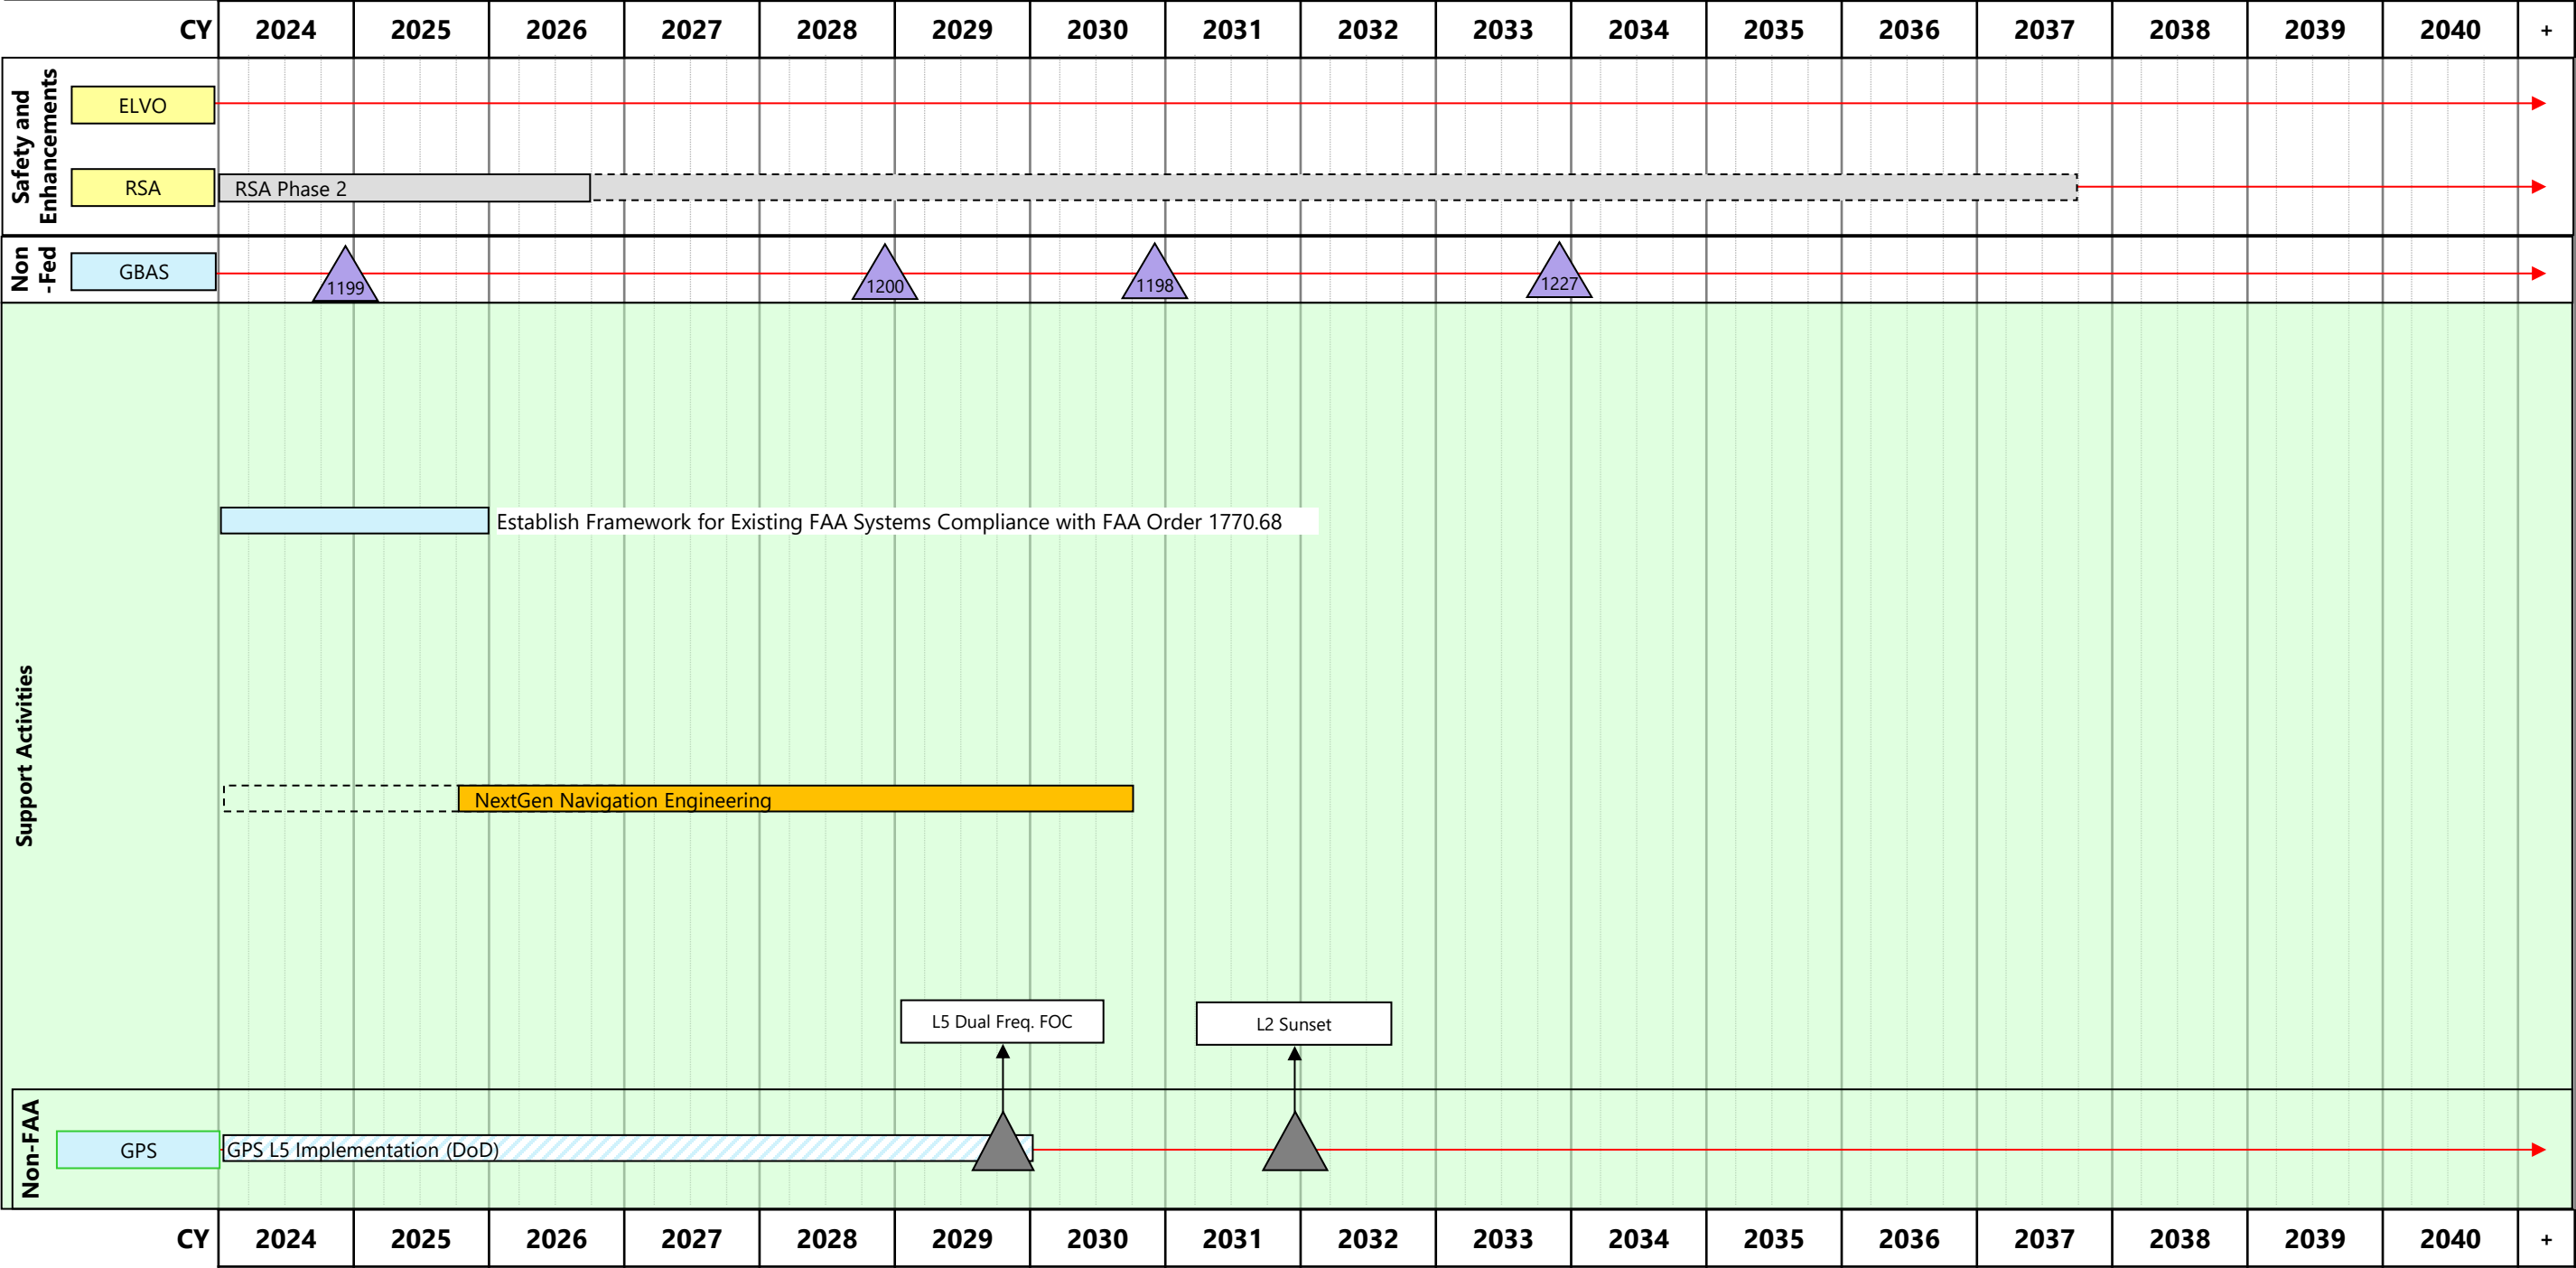 CY 2024 2025 2026 2027 2028 2029 2030 2031 2032 2033 2034 2035 2036 2037 2038 2039 2040 +
Safety and
Enhancements
ELVO
RSA
RSA Phase 2
Non
-Fed
GBAS
1199
1200
1198
1227
Support Activities
Establish Framework for Existing FAA Systems Compliance with FAA Order 1770.68
NextGen Navigation Engineering
L5 Dual Freq. FOC
L2 Sunset
Non-FAA
GPS
GPS L5 Implementation (DoD)
CY 2024 2025 2026 2027 2028 2029 2030 2031 2032 2033 2034 2035 2036 2037 2038 2039 2040 +